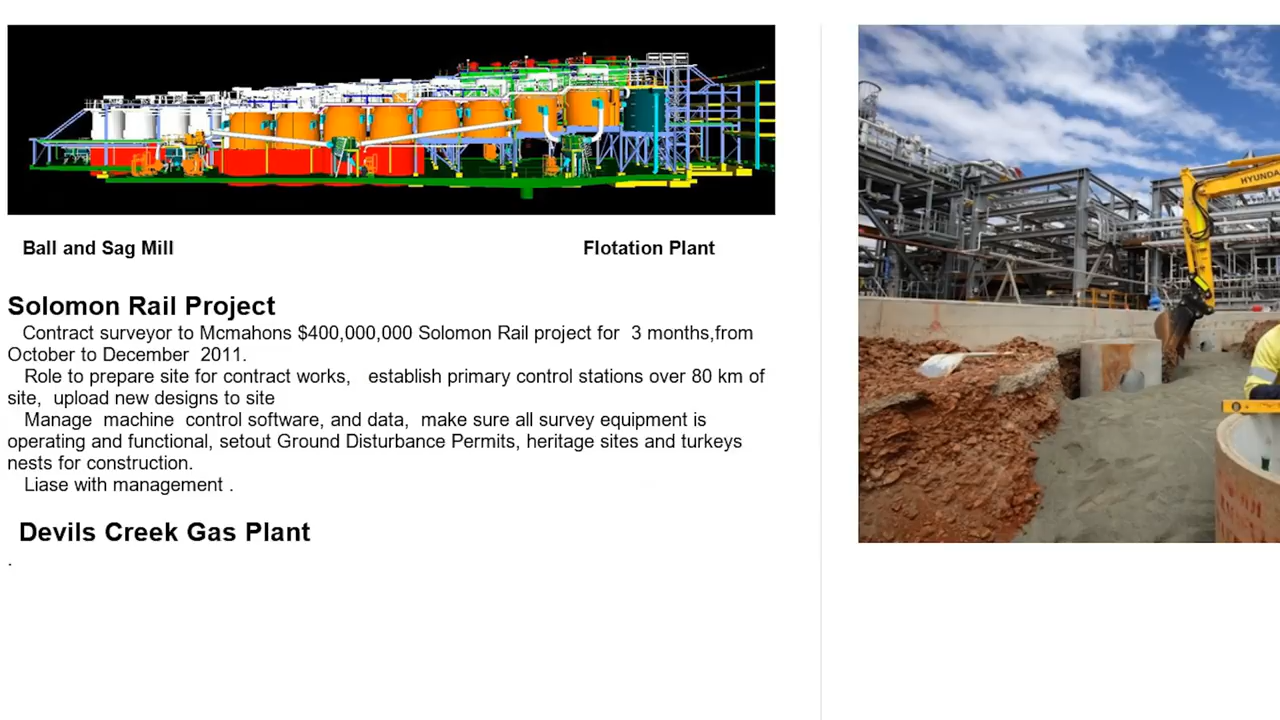 Ball and Sag Mill Flotation Plant
Solomon Rail Project
Contract surveyor to Mcmahons $400,000,000 Solomon Rail project for 3 months,from
October to December 2011.
Role to prepare site for contract works, establish primary control stations over 80 km of
site, upload new designs to site
Manage machine control software, and data, make sure all survey equipment is
operating and functional, setout Ground Disturbance Permits, heritage sites and turkeys
nests for construction.
Liase with management .
Devils Creek Gas Plant
.
HYUNDA